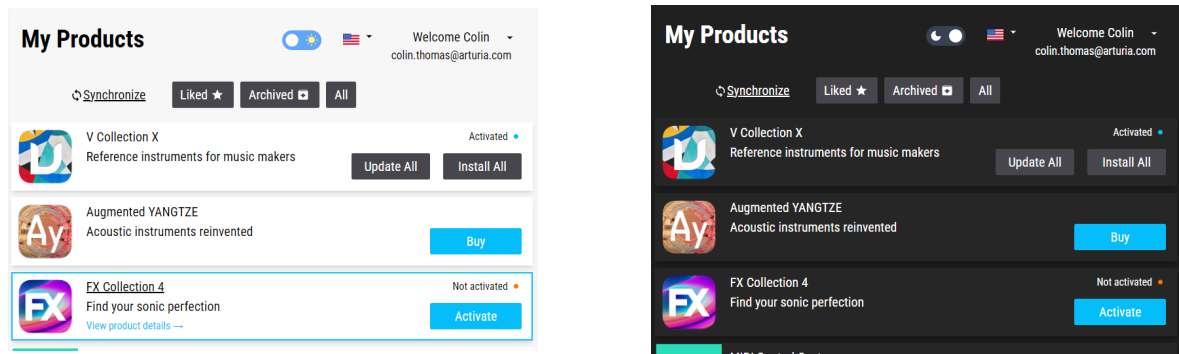 My Products
Welcome Colin
colin.thomas@arturia.com
Synchronize
Liked
Archived
All
V Collection X
Activated
Reference instruments for music makers
Update All
Install All
Ay
Augmented YANGTZE
Acoustic instruments reinvented
Buy
FX
FX Collection 4
Not activated
Find your sonic perfection
View product details →
Activate
My Products
Welcome Colin
colin.thomas@arturia.com
Synchronize
Liked
Archived
All
V Collection X
Activated
Reference instruments for music makers
Update All
Install All
Ay
Augmented YANGTZE
Acoustic instruments reinvented
Buy
FX
FX Collection 4
Not activated
Find your sonic perfection
Activate